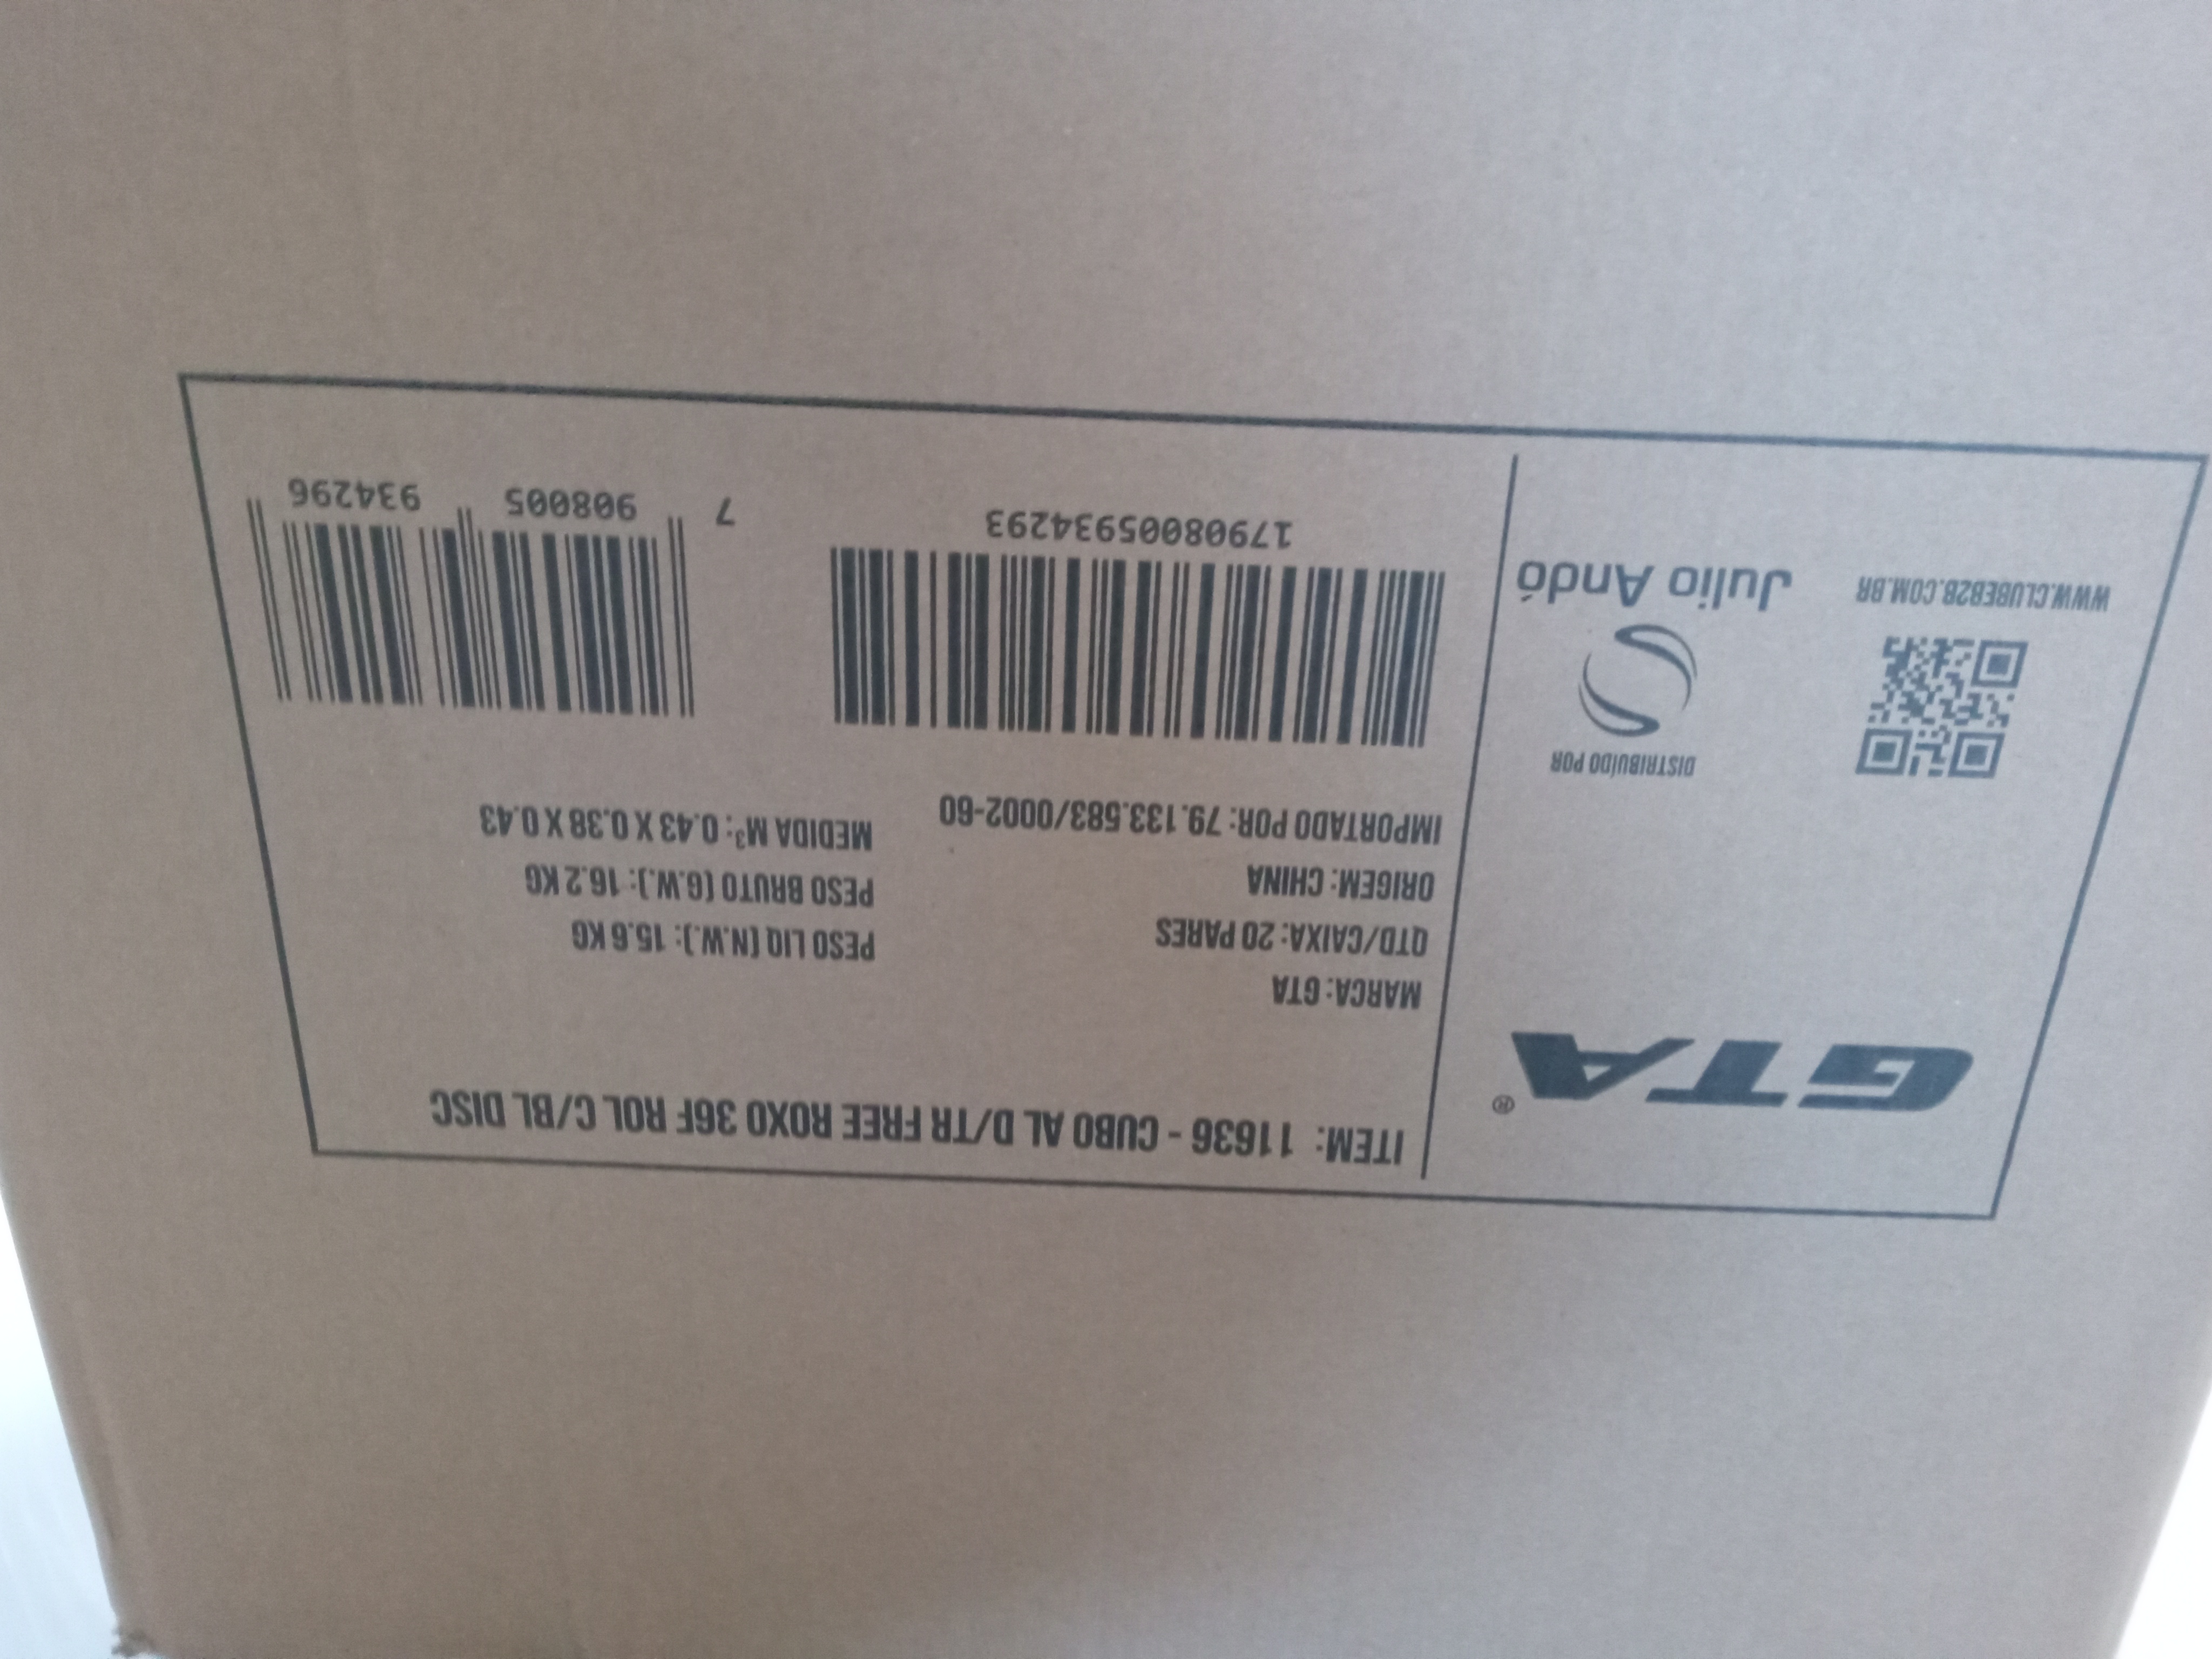 GTA®
ITEM: 11636 - CUBO AL D/TR FREE ROXO 36F ROL C/BL DISC
MARCA: GTA
QTD/CAIXA: 20 PARES
ORIGEM: CHINA
IMPORTADO POR: 79.133.583/0002-60
PESO LIQ (N.W.): 15.6 KG
PESO BRUTO (G.W.): 16.2 KG
MEDIDA M³: 0.43 X 0.38 X 0.43
DISTRIBUÍDO POR
Julio Andó
WWW.CLUBEB2B.COM.BR
17908005934293
7 908005 934296